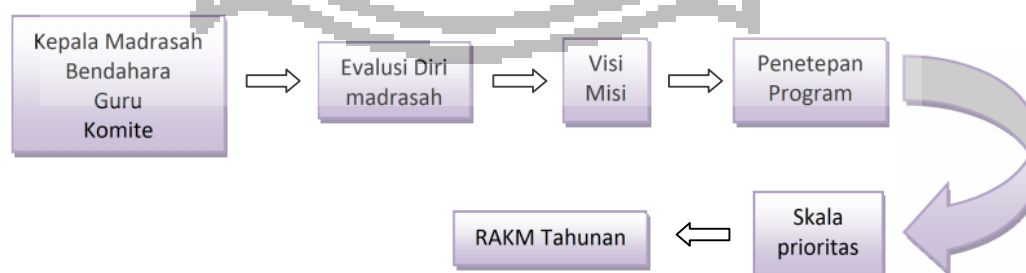 Kepala Madrasah
Bendahara
Guru
Komite
Evalusi Diri
madrasah
Visi
Misi
Penetepan
Program
Skala
prioritas
RAKM Tahunan